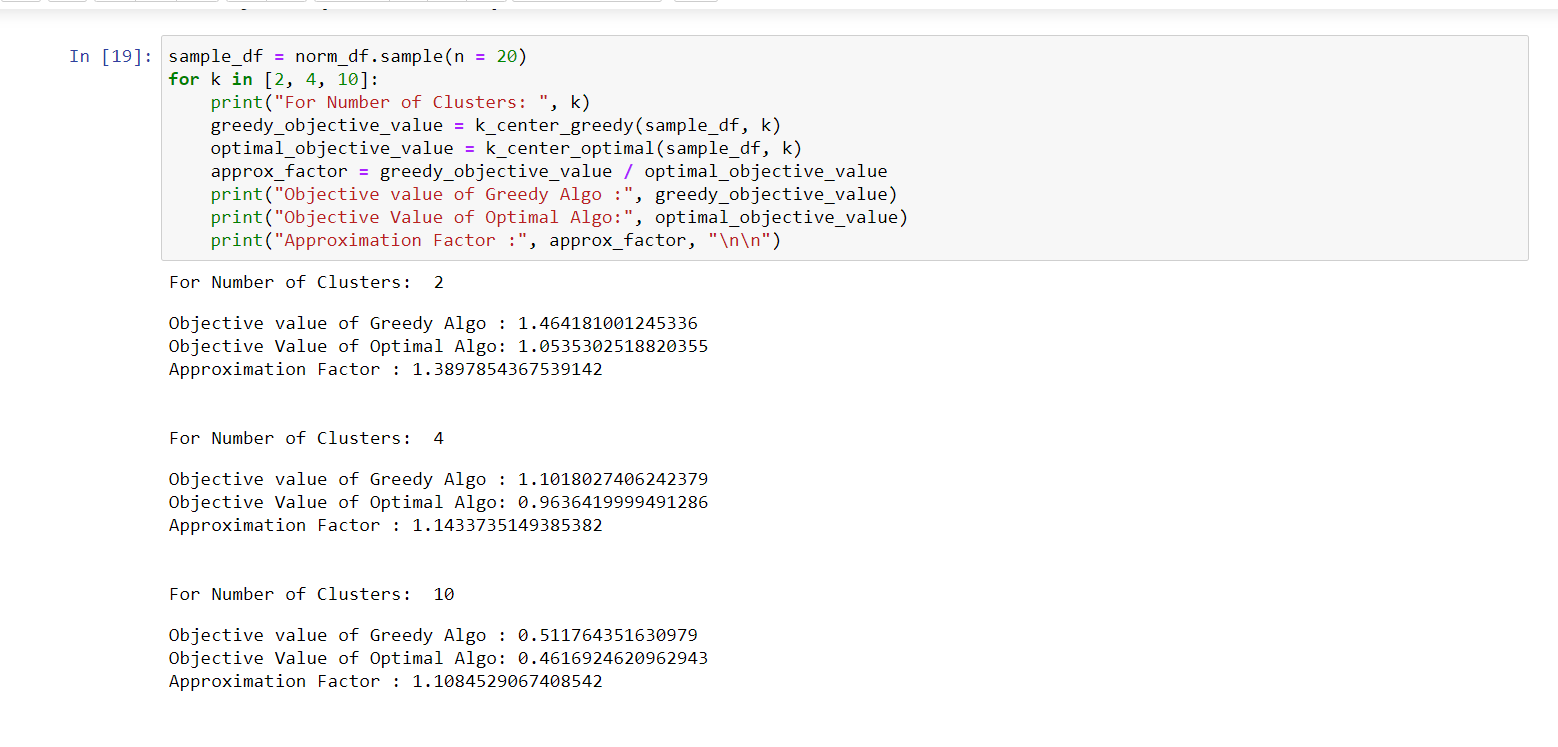 In [19]: sample_df = norm_df.sample(n = 20)
for k in [2, 4, 10]:
    print("For Number of Clusters: ", k)
    greedy_objective_value = k_center_greedy(sample_df, k)
    optimal_objective_value = k_center_optimal(sample_df, k)
    approx_factor = greedy_objective_value / optimal_objective_value
    print("Objective value of Greedy Algo :", greedy_objective_value)
    print("Objective Value of Optimal Algo:", optimal_objective_value)
    print("Approximation Factor :", approx_factor, "\n\n")
For Number of Clusters:  2
Objective value of Greedy Algo : 1.464181001245336
Objective Value of Optimal Algo: 1.0535302518820355
Approximation Factor : 1.3897854367539142
For Number of Clusters:  4
Objective value of Greedy Algo : 1.1018027406242379
Objective Value of Optimal Algo: 0.9636419999491286
Approximation Factor : 1.1433735149385382
For Number of Clusters:  10
Objective value of Greedy Algo : 0.511764351630979
Objective Value of Optimal Algo: 0.4616924620962943
Approximation Factor : 1.1084529067408542